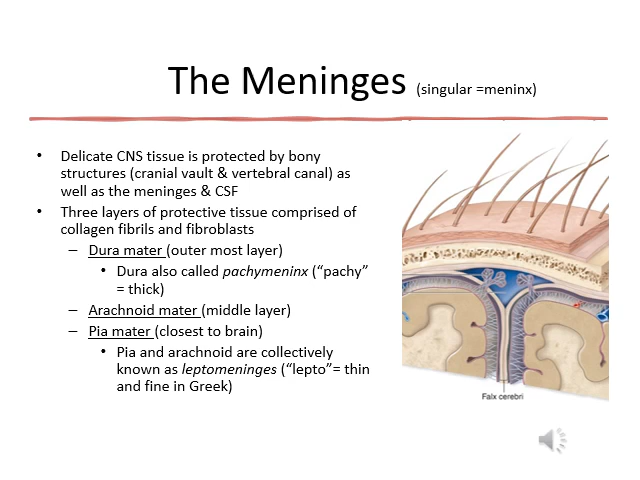 The Meninges (singular =meninx)
• Delicate CNS tissue is protected by bony
structures (cranial vault & vertebral canal) as
well as the meninges & CSF
• Three layers of protective tissue comprised of
collagen fibrils and fibroblasts
– Dura mater (outer most layer)
• Dura also called pachymeninx (“pachy”
= thick)
– Arachnoid mater (middle layer)
– Pia mater (closest to brain)
• Pia and arachnoid are collectively
known as leptomeninges (“lepto”= thin
and fine in Greek)
Falx cerebri